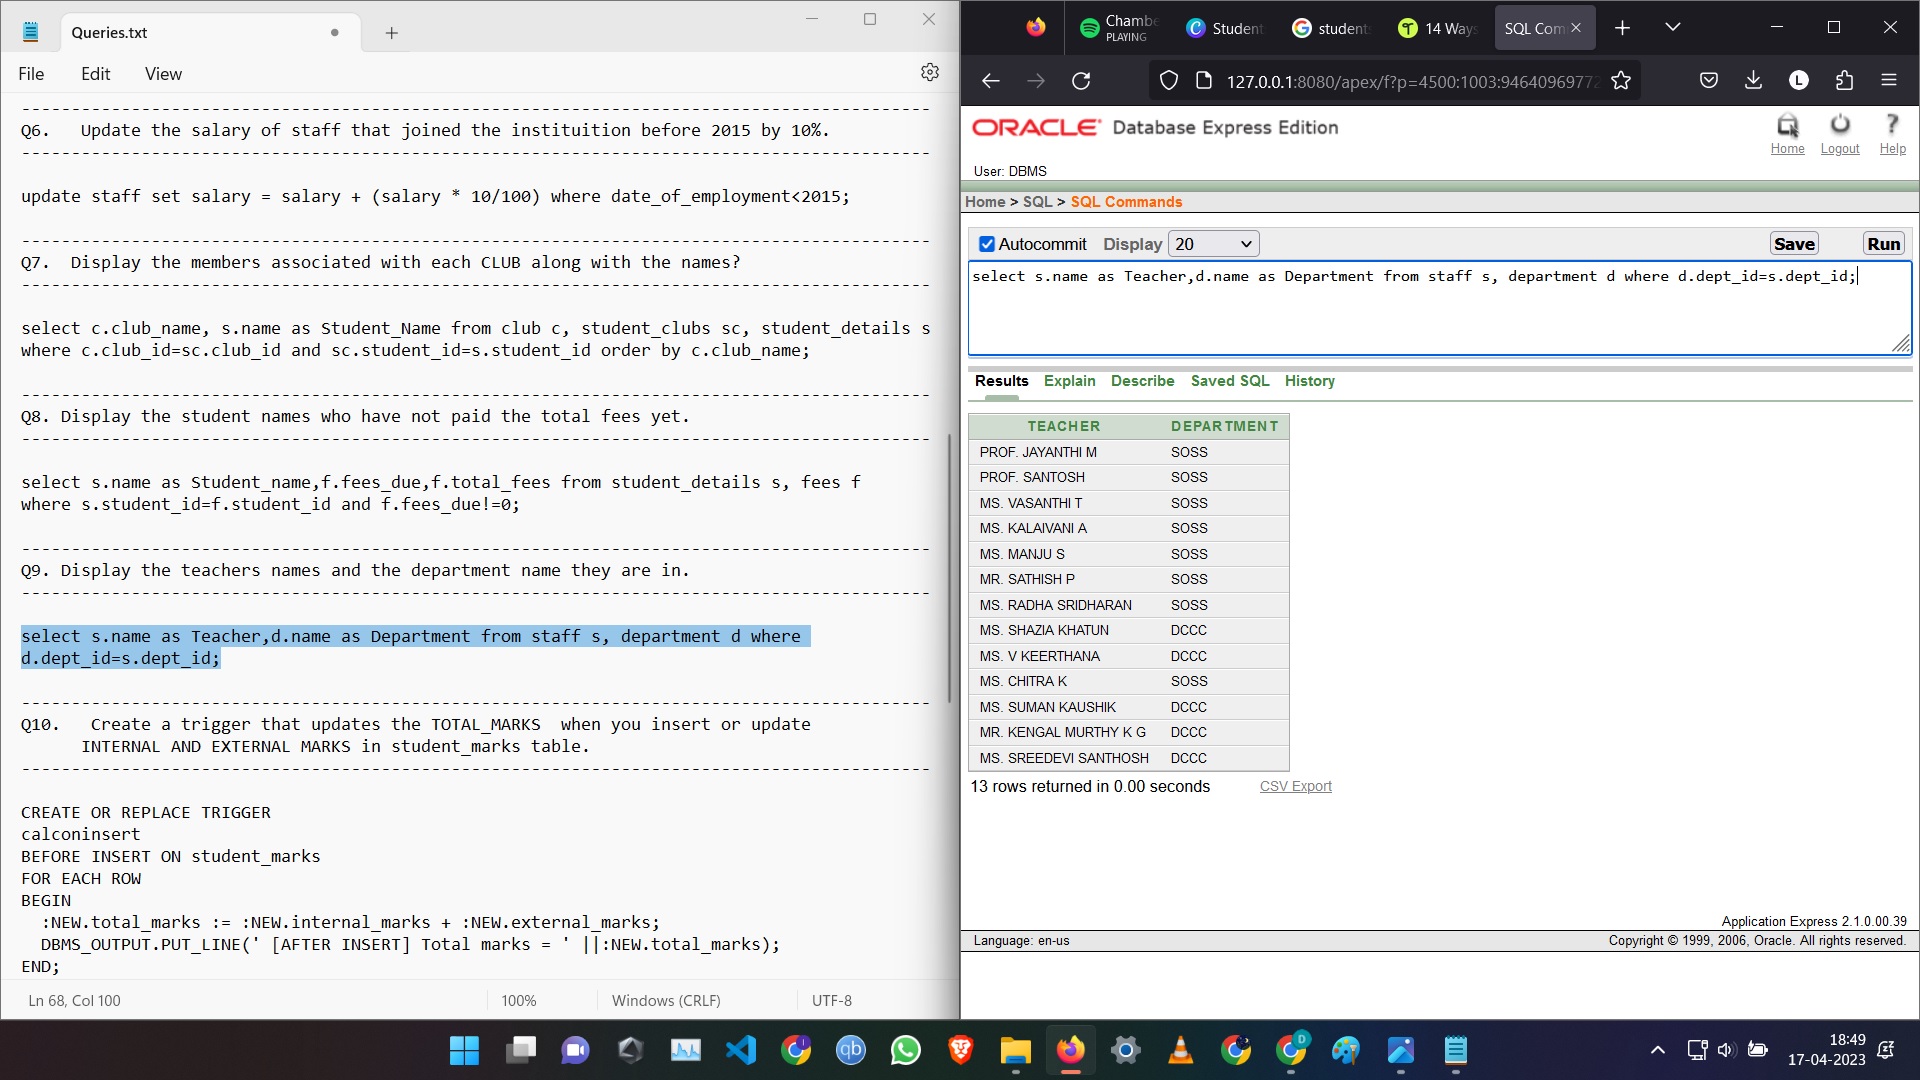 Queries.txt
File Edit View
--------------------------------------------------------------------------------------------
Q6.   Update the salary of staff that joined the instituition before 2015 by 10%.
--------------------------------------------------------------------------------------------
update staff set salary = salary + (salary * 10/100) where date_of_employment<2015;
--------------------------------------------------------------------------------------------
Q7.  Display the members associated with each CLUB along with the names?
--------------------------------------------------------------------------------------------
select c.club_name, s.name as Student_Name from club c, student_clubs sc, student_details s
where c.club_id=sc.club_id and sc.student_id=s.student_id order by c.club_name;
--------------------------------------------------------------------------------------------
Q8. Display the student names who have not paid the total fees yet.
--------------------------------------------------------------------------------------------
select s.name as Student_name,f.fees_due,f.total_fees from student_details s, fees f
where s.student_id=f.student_id and f.fees_due!=0;
--------------------------------------------------------------------------------------------
Q9. Display the teachers names and the department name they are in.
--------------------------------------------------------------------------------------------
select s.name as Teacher,d.name as Department from staff s, department d where
d.dept_id=s.dept_id;
--------------------------------------------------------------------------------------------
Q10.   Create a trigger that updates the TOTAL_MARKS  when you insert or update
INTERNAL AND EXTERNAL MARKS in student_marks table.
--------------------------------------------------------------------------------------------
CREATE OR REPLACE TRIGGER
calconinsert
BEFORE INSERT ON student_marks
FOR EACH ROW
BEGIN
:NEW.total_marks := :NEW.internal_marks + :NEW.external_marks;
DBMS_OUTPUT.PUT_LINE(' [AFTER INSERT] Total marks = ' ||:NEW.total_marks);
END;
Ln 68, Col 100 100% Windows (CRLF) UTF-8
Chambe
PLAYING
Student student 14 Ways SQL Com
127.0.0.1:8080/apex/f?p=4500:1003:94640969772
ORACLE Database Express Edition
Home Logout Help
User: DBMS
Home > SQL > SQL Commands
Autocommit Display 20 Save Run
select s.name as Teacher,d.name as Department from staff s, department d where d.dept_id=s.dept_id;
Results Explain Describe Saved SQL History
TEACHER DEPARTMENT
PROF. JAYANTHI M SOSS
PROF. SANTOSH SOSS
MS. VASANTHI T SOSS
MS. KALAIVANI A SOSS
MS. MANJU S SOSS
MR. SATHISH P SOSS
MS. RADHA SRIDHARAN SOSS
MS. SHAZIA KHATUN DCCC
MS. V KEERTHANA DCCC
MS. CHITRA K SOSS
MS. SUMAN KAUSHIK DCCC
MR. KENGAL MURTHY K G DCCC
MS. SREEDEVI SANTHOSH DCCC
13 rows returned in 0.00 seconds CSV Export
Application Express 2.1.0.00.39
Language: en-us Copyright © 1999, 2006, Oracle. All rights reserved.
18:49
17-04-2023